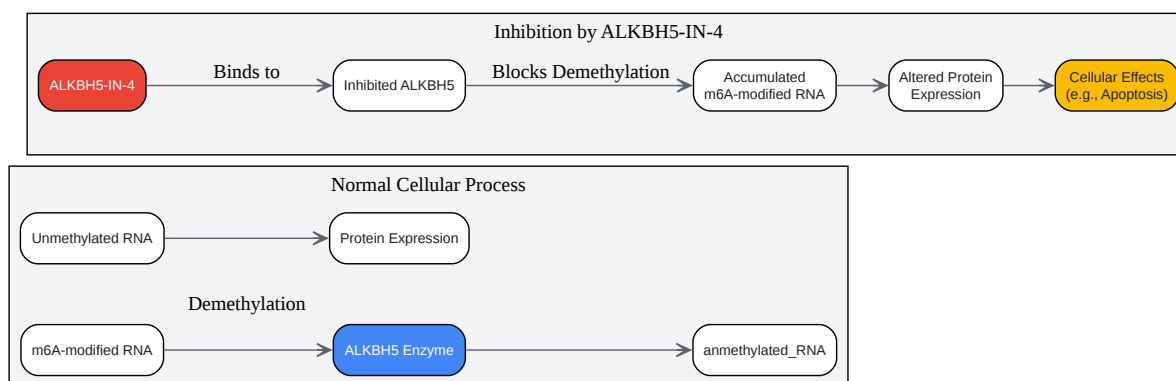 Inhibition by ALKBH5-IN-4
ALKBH5-IN-4
Binds to
Inhibited ALKBH5
Blocks Demethylation
Accumulated
m6A-modified RNA
Altered Protein
Expression
Cellular Effects
(e.g., Apoptosis)
Normal Cellular Process
Unmethylated RNA
Protein Expression
Demethylation
m6A-modified RNA
ALKBH5 Enzyme
anmethylated_RNA